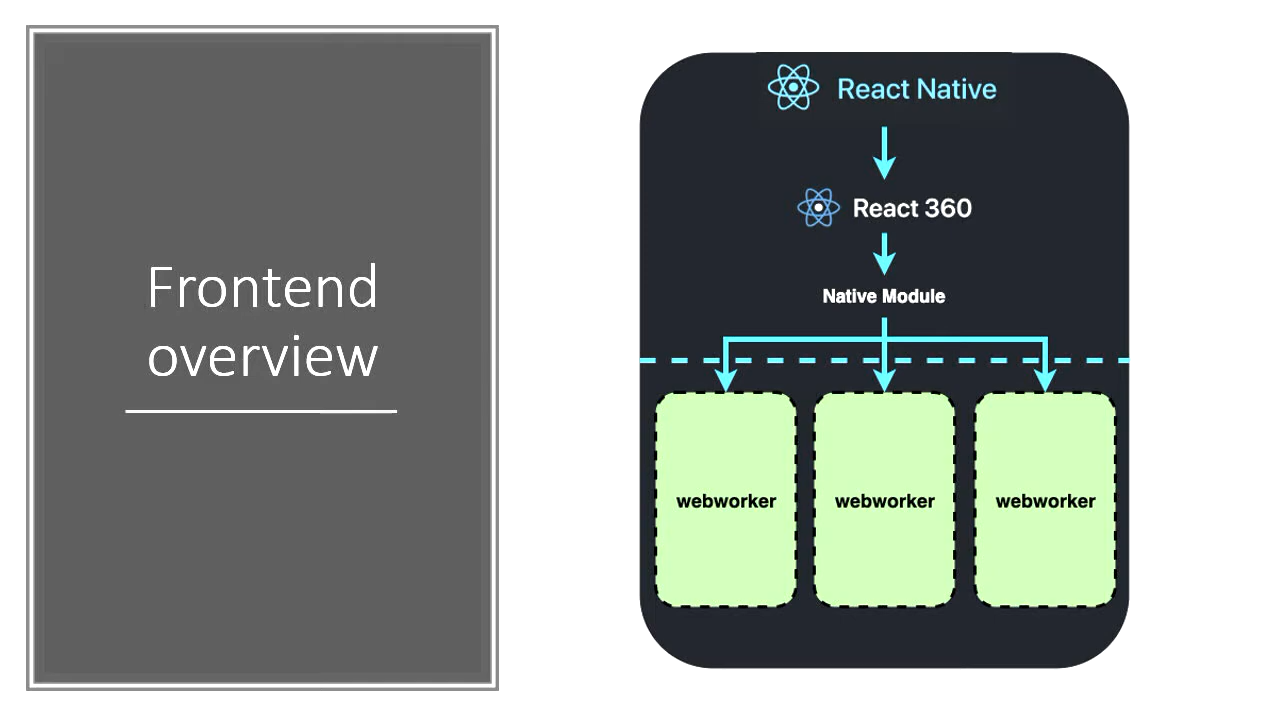 Frontend
overview
React Native
React 360
Native Module
webworker
webworker
webworker